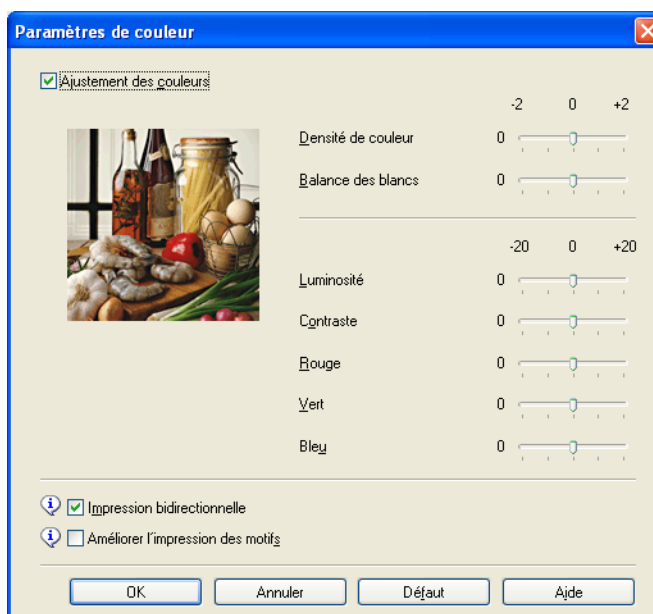 Paramètres de couleur
Ajustement des couleurs
-2 0 +2
Densité de couleur 0
Balance des blancs 0
-20 0 +20
Luminosité 0
Contraste 0
Rouge 0
Vert 0
Bleu 0
Impression bidirectionnelle
Améliorer l'impression des motifs
OK Annuler Défaut Ajde